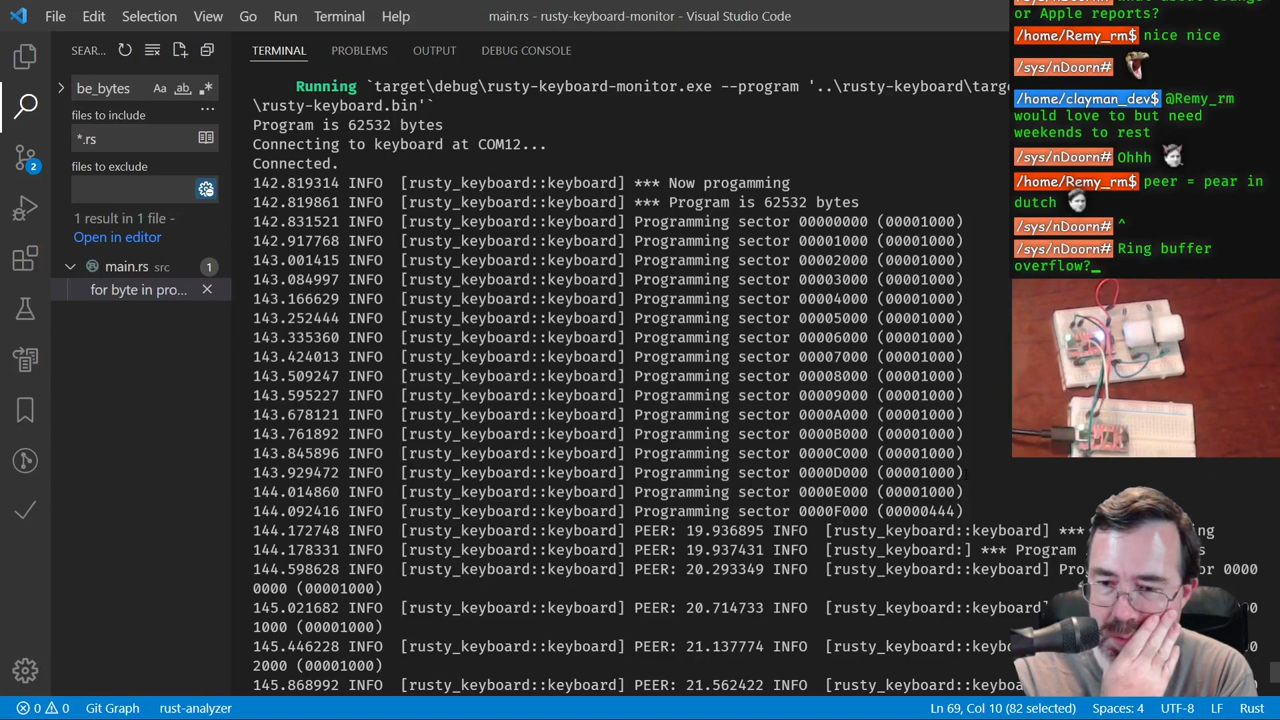 File Edit Selection View Go Run Terminal Help
main.rs - rusty-keyboard-monitor - Visual Studio Code
SEAR...
be_bytes
files to include
*.rs
files to exclude
1 result in 1 file -
Open in editor
main.rs src 1
for byte in pro...
2
TERMINAL PROBLEMS OUTPUT DEBUG CONSOLE
Running `target\debug\rusty-keyboard-monitor.exe --program '..\rusty-keyboard\targe
\rusty-keyboard.bin'`
Program is 62532 bytes
Connecting to keyboard at COM12...
Connected.
142.819314 INFO [rusty_keyboard::keyboard] *** Now progamming
142.819861 INFO [rusty_keyboard::keyboard] *** Program is 62532 bytes
142.831521 INFO [rusty_keyboard::keyboard] Programming sector 00000000 (00001000)
142.917768 INFO [rusty_keyboard::keyboard] Programming sector 00001000 (00001000)
143.001431 INFO [rusty_keyboard::keyboard] Programming sector 00002000 (00001000)
INFO [rusty_keyboard::keyboard] Programming sector 00003000 (00001000)
143.166629 INFO [rusty_keyboard::keyboard] Programming sector 00004000 (00001000)
143.252444 INFO [rusty_keyboard::keyboard] Programming sector 00005000 (00001000)
143.335360 INFO [rusty_keyboard::keyboard] Programming sector 00006000 (00001000)
143.424013 INFO [rusty_keyboard::keyboard] Programming sector 00007000 (00001000)
143.509247 INFO [rusty_keyboard::keyboard] Programming sector 00008000 (00001000)
143.595227 INFO [rusty_keyboard::keyboard] Programming sector 00009000 (00001000)
143.678121 INFO [rusty_keyboard::keyboard] Programming sector 0000A000 (00001000)
143.761892 INFO [rusty_keyboard::keyboard] Programming sector 0000B000 (00001000)
143.845896 INFO [rusty_keyboard::keyboard] Programming sector 0000C000 (00001000)
143.929472 INFO [rusty_keyboard::keyboard] Programming sector 0000D000 (00001000)
144.014860 INFO [rusty_keyboard::keyboard] Programming sector 0000E000 (00001000)
144.092416 INFO [rusty_keyboard::keyboard] Programming sector 0000F000 (00000444)
144.172748 INFO [rusty_keyboard::keyboard] PEER: 19.936895 INFO [rusty_keyboard::keyboard] ***
144.178331 INFO [rusty_keyboard::keyboard] PEER: 19.937431 INFO [rusty_keyboard:] *** Program
144.598628 INFO [rusty_keyboard::keyboard] PEER: 20.293349 INFO [rusty_keyboard::keyboard] Pro 0000
0000 (00001000)
145.021682 INFO [rusty_keyboard::keyboard] PEER: 20.714733 INFO [rusty_keyboard::keyboard] 0000
1000 (00001000)
145.446228 INFO [rusty_keyboard::keyboard] PEER: 21.137774 INFO [rusty_keyboard::keyb 000
2000 (00001000)
145.868992 INFO [rusty_keyboard::keyboard] PEER: 21.562422 INFO [rusty_keyboard::key 000
or Apple reports?
/home/Remy_rm$ nice nice
/sys/nDoorn#
/home/clayman_dev$ @Remy_rm
would love to but need
weekends to rest
/sys/nDoorn# Ohhh
/home/Remy_rm$ peer = pear in
dutch
/sys/nDoorn# ^
/sys/nDoorn# Ring buffer
overflow?_
0 0 Git Graph rust-analyzer
Ln 69, Col 10 (82 selected) Spaces: 4 UTF-8 LF Rust